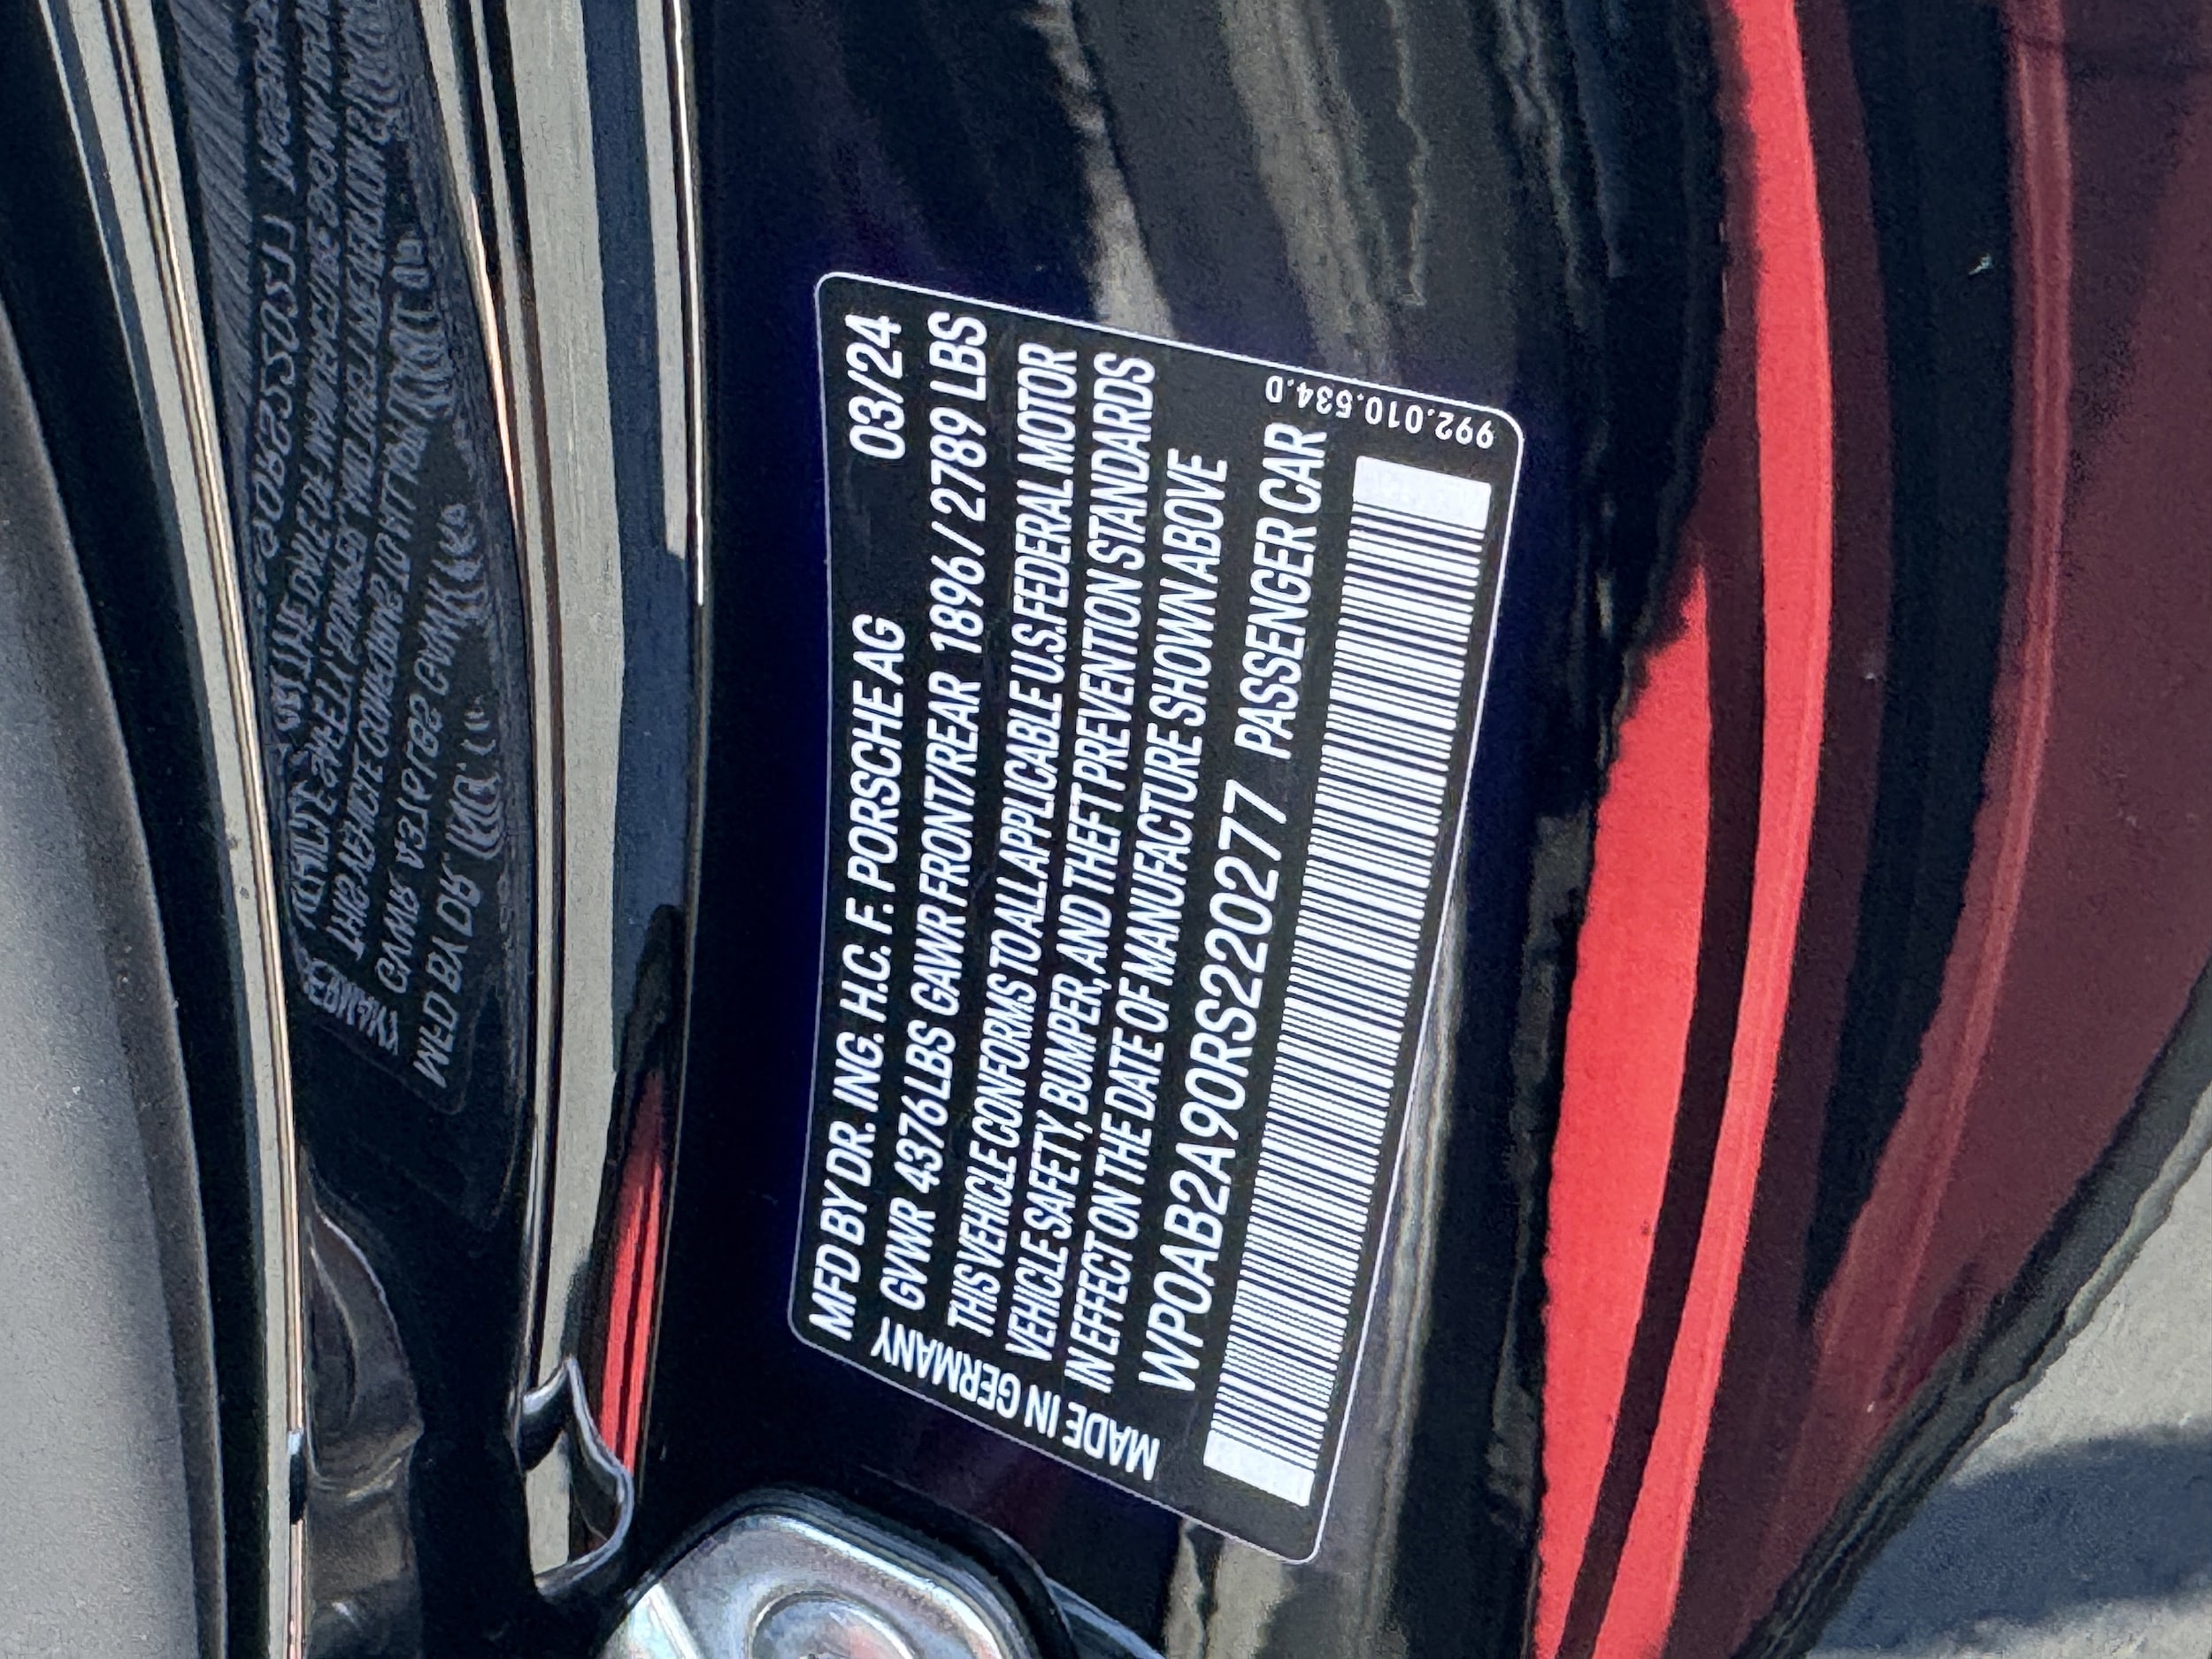 MFD BY DR. ING. H.C. F. PORSCHE AG 03/24
GVWR 4376 LBS GAWR FRONT/REAR 1896 / 2789 LBS
THIS VEHICLE CONFORMS TO ALL APPLICABLE U.S. FEDERAL MOTOR
VEHICLE SAFETY, BUMPER, AND THEFT PREVENTION STANDARDS
IN EFFECT ON THE DATE OF MANUFACTURE SHOWN ABOVE
WP0AB2A90RS220277 PASSENGER CAR
MADE IN GERMANY
992.010.534.D